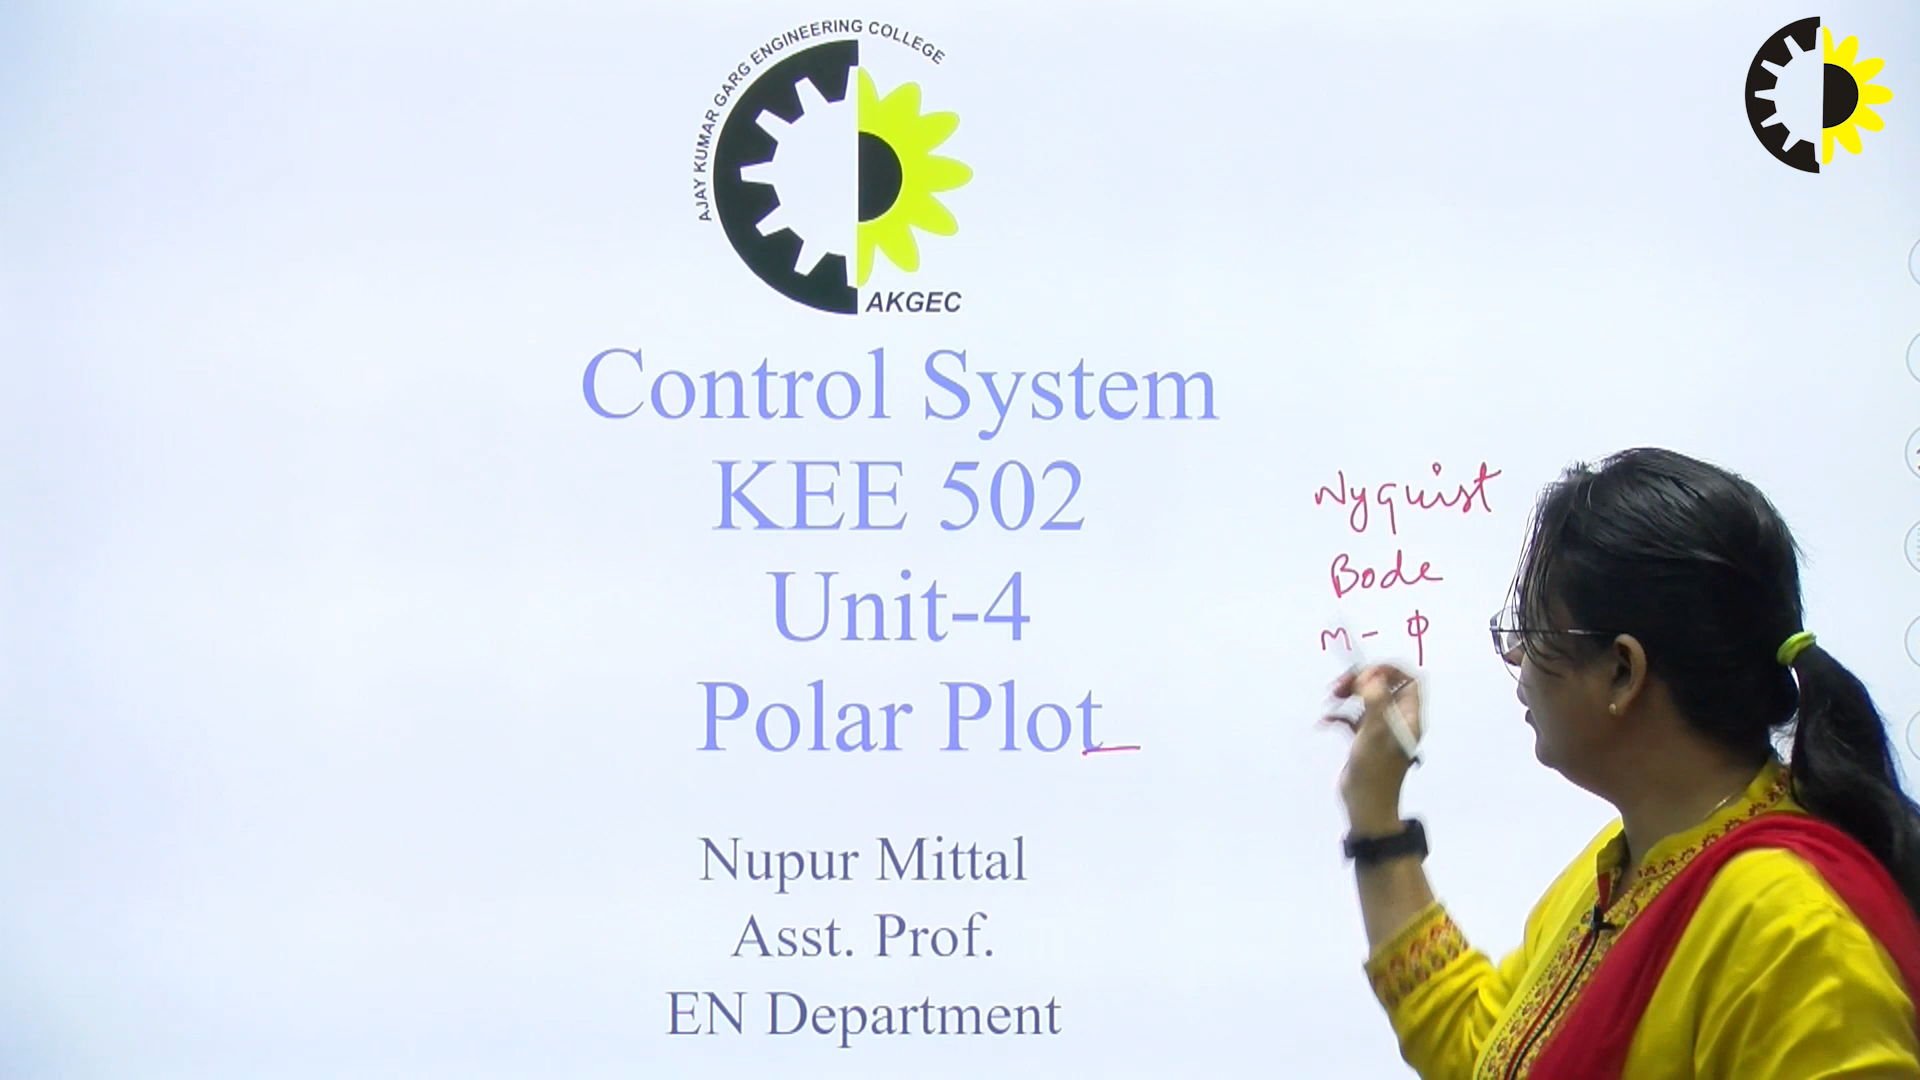 AJAY KUMAR GARG ENGINEERING COLLEGE
AKGEC
Control System
KEE 502
Unit-4
Polar Plot
Nupur Mittal
Asst. Prof.
EN Department
Nyquist
Bode
M - φ